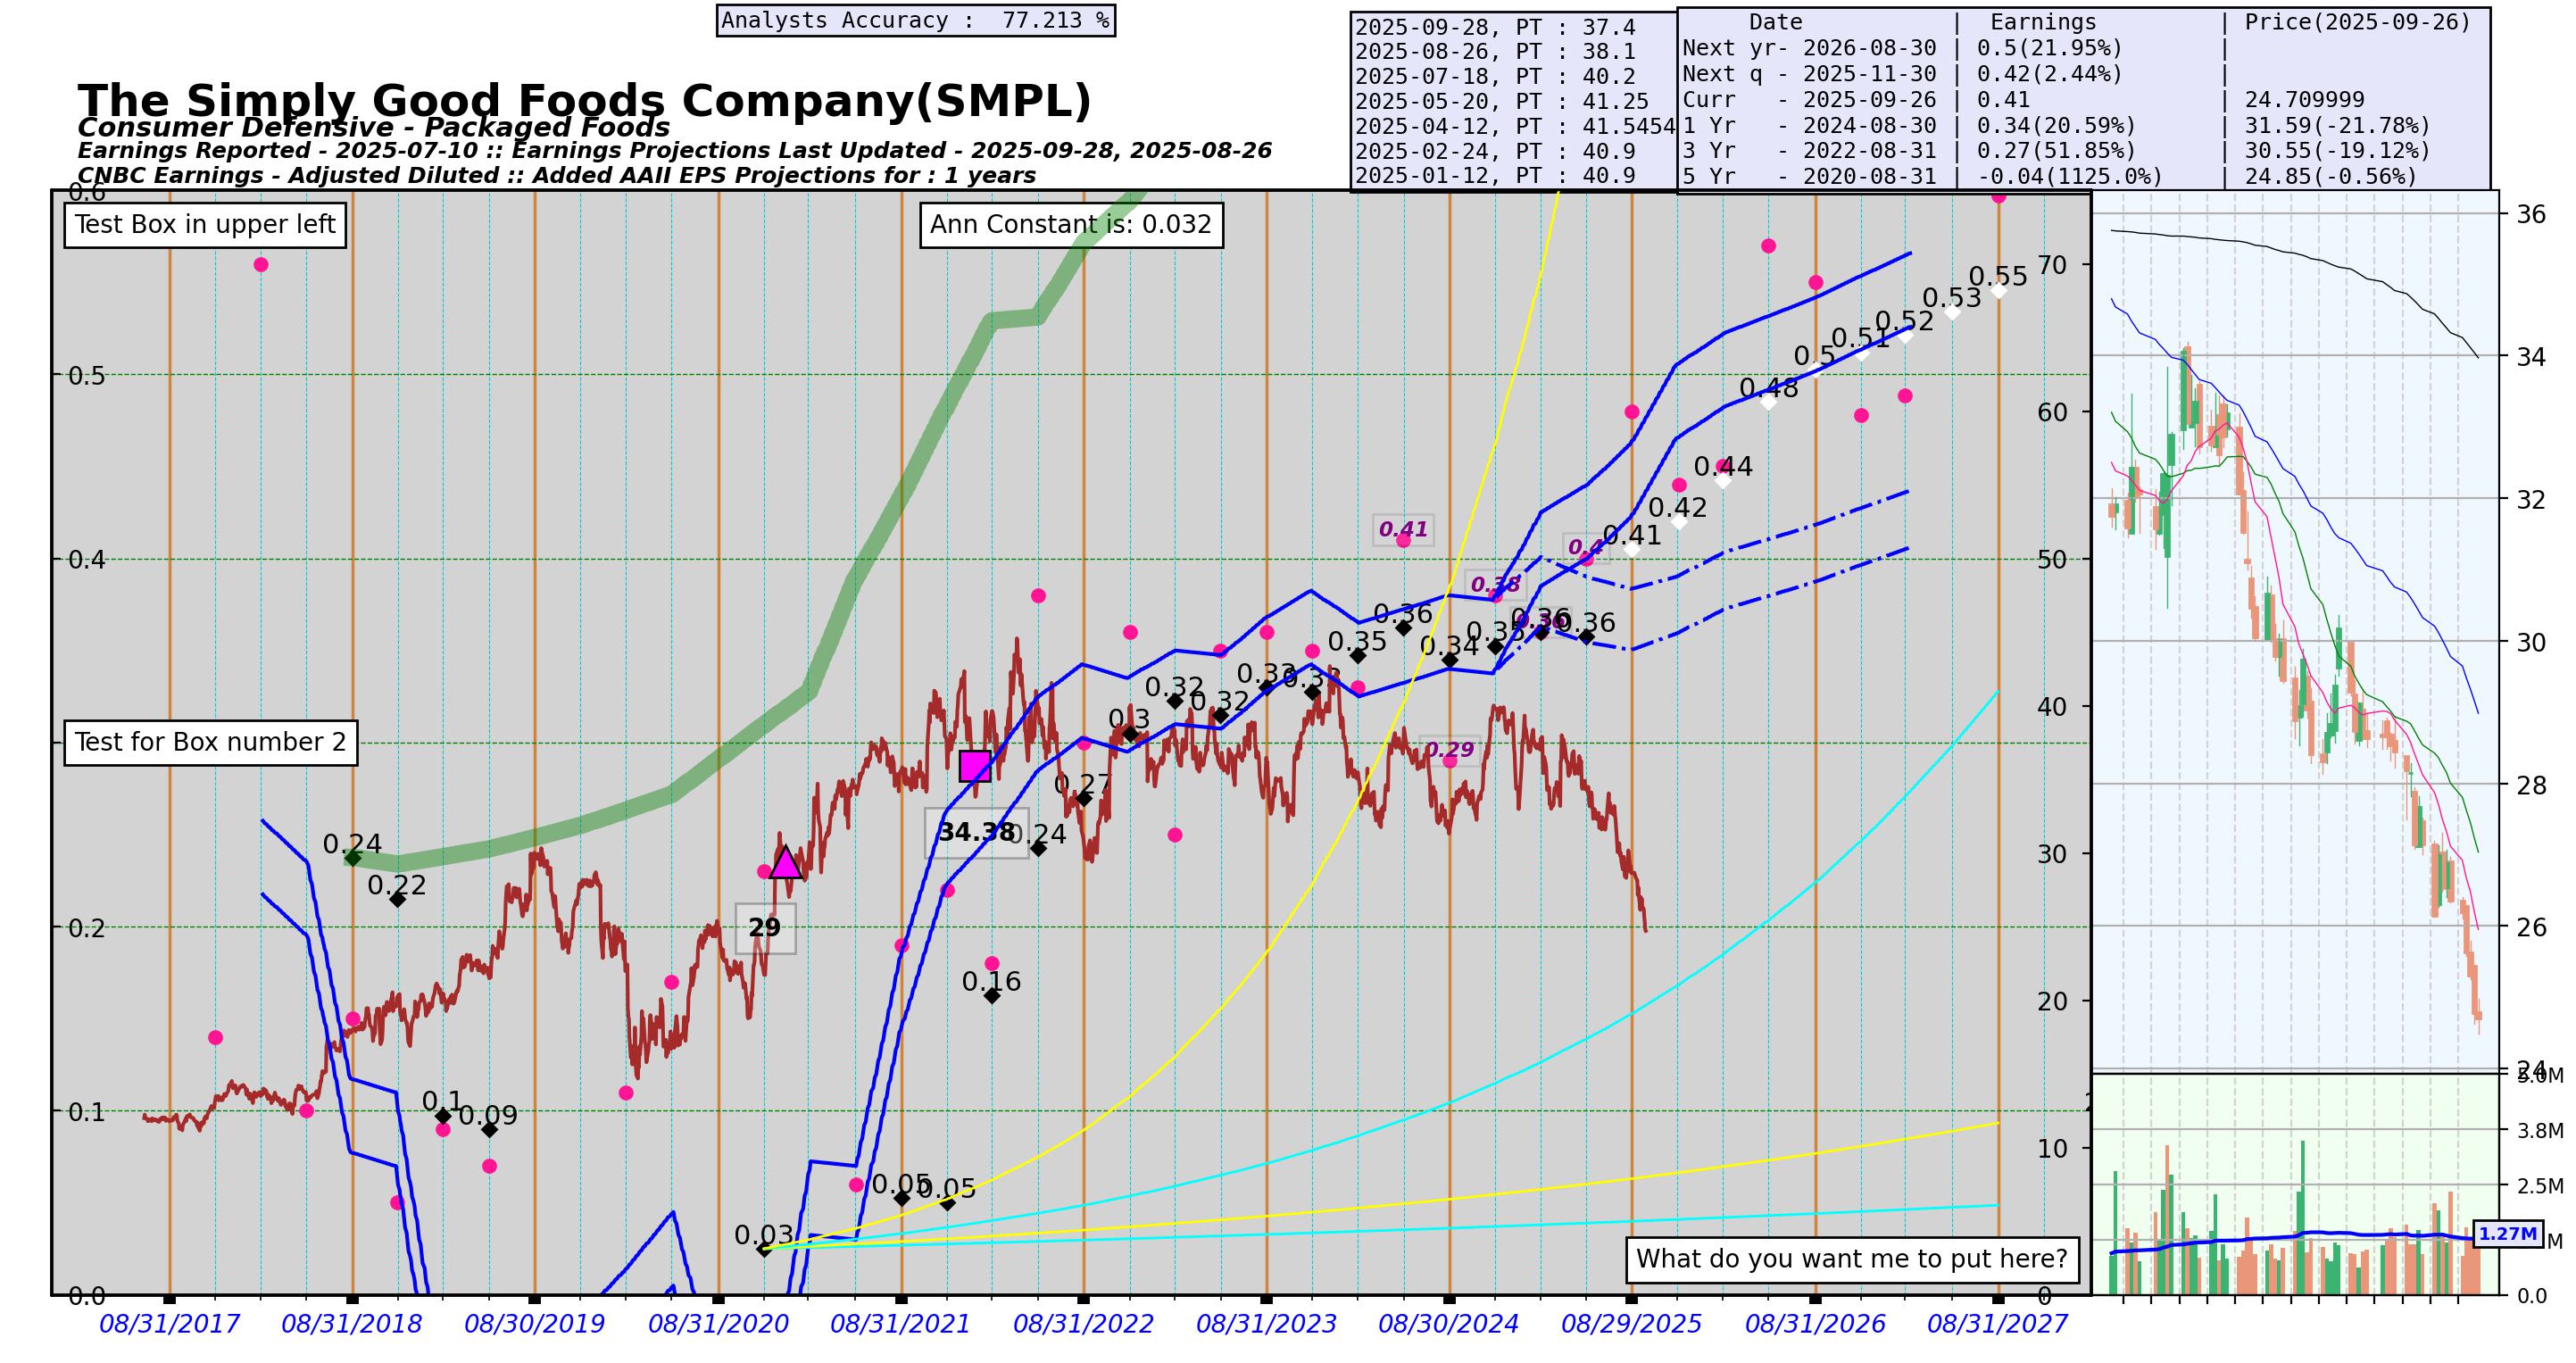 Analysts Accuracy :  77.213 %
2025-09-28, PT : 37.4
2025-08-26, PT : 38.1
2025-07-18, PT : 40.2
2025-05-20, PT : 41.25
2025-04-12, PT : 41.5454
2025-02-24, PT : 40.9
2025-01-12, PT : 40.9
Date | Earnings | Price(2025-09-26)
Next yr- 2026-08-30 | 0.5(21.95%) |
Next q - 2025-11-30 | 0.42(2.44%) |
Curr - 2025-09-26 | 0.41 | 24.709999
1 Yr - 2024-08-30 | 0.34(20.59%) | 31.59(-21.78%)
3 Yr - 2022-08-31 | 0.27(51.85%) | 30.55(-19.12%)
5 Yr - 2020-08-31 | -0.04(1125.0%) | 24.85(-0.56%)
The Simply Good Foods Company(SMPL)
Consumer Defensive - Packaged Foods
Earnings Reported - 2025-07-10 :: Earnings Projections Last Updated - 2025-09-28, 2025-08-26
CNBC Earnings - Adjusted Diluted :: Added AAII EPS Projections for : 1 years
Test Box in upper left
Ann Constant is: 0.032
Test for Box number 2
What do you want me to put here?
0.6
0.5
0.4
0.2
0.1
0.0
0.24
0.22
0.1
0.09
0.03
0.05
0.05
0.16
0.24
0.27
0.3
0.32
0.32
0.33
0.33
0.35
0.36
0.34
0.35
0.36
0.36
0.41
0.42
0.44
0.48
0.5
0.51
0.52
0.53
0.55
0.41
0.29
0.38
0.4
29
34.38
70
60
50
40
30
20
10
0
36
34
32
30
28
26
24
5.0M
3.8M
2.5M
1.27M
0.0
08/31/2017
08/31/2018
08/30/2019
08/31/2020
08/31/2021
08/31/2022
08/31/2023
08/30/2024
08/29/2025
08/31/2026
08/31/2027